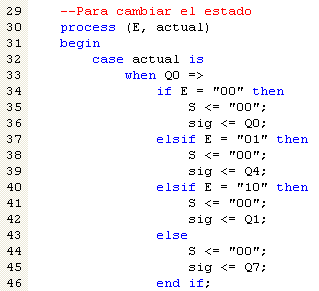 29 --Para cambiar el estado
30 process (E, actual)
31 begin
32 case actual is
33 when Q0 =>
34 if E = "00" then
35 S <= "00";
36 sig <= Q0;
37 elsif E = "01" then
38 S <= "00";
39 sig <= Q4;
40 elsif E = "10" then
41 S <= "00";
42 sig <= Q1;
43 else
44 S <= "00";
45 sig <= Q7;
46 end if;